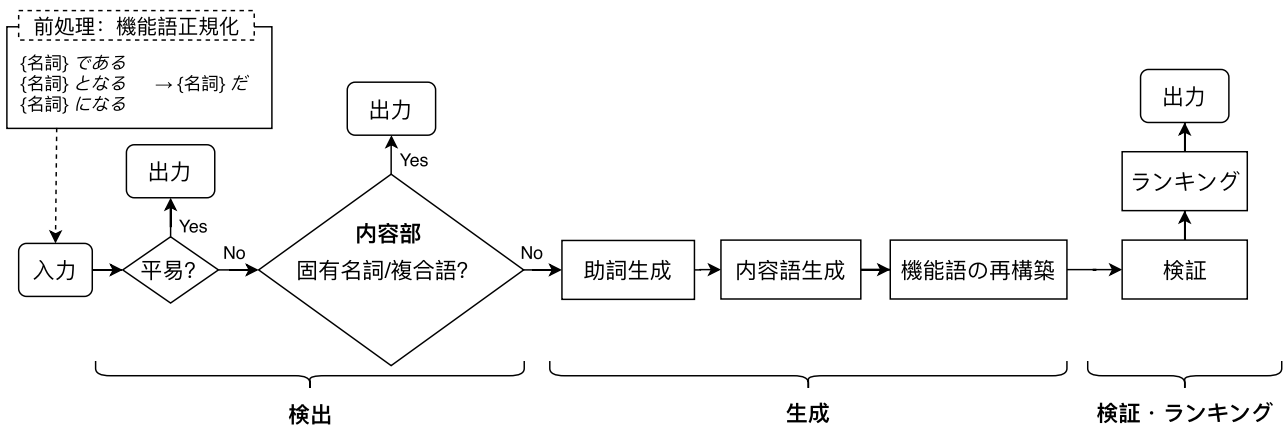 前処理：機能語正規化
{名詞} である
{名詞} となる → {名詞} だ
{名詞} になる
入力
平易?
Yes
出力
No
内容部
固有名詞/複合語?
Yes
出力
No
助詞生成
内容語生成
機能語の再構築
検証
ランキング
出力
検出
生成
検証・ランキング